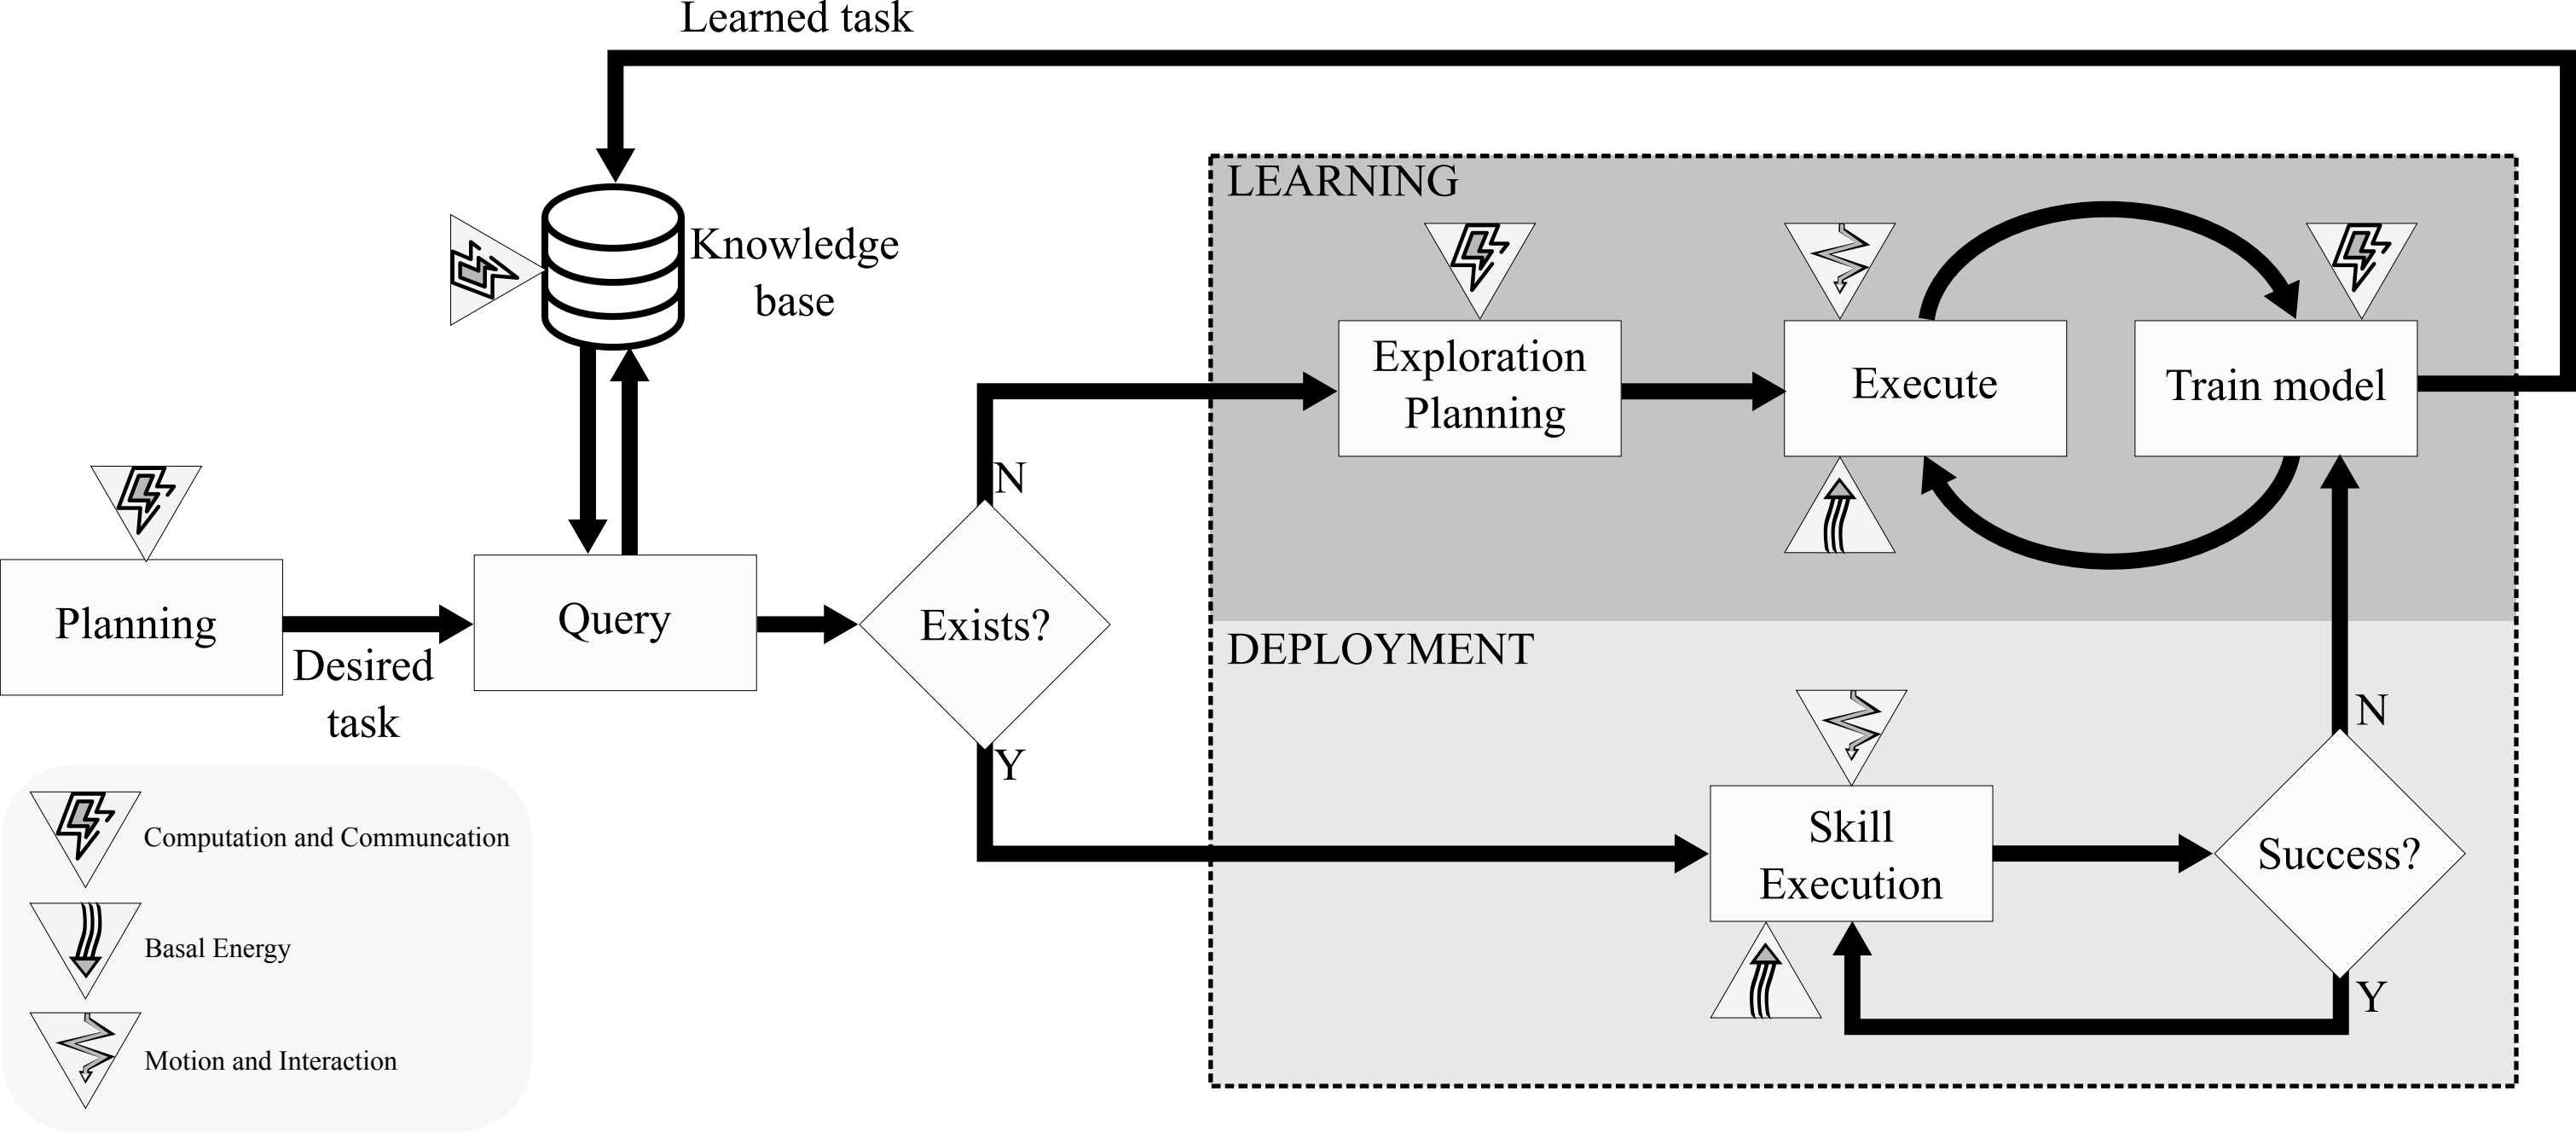 Learned task
LEARNING
Knowledge
base
Exploration
Planning
Execute
Train model
N
Planning
Desired
task
Query
Exists?
DEPLOYMENT
N
Y
Skill
Execution
Success?
Y
Computation and Communcation
Basal Energy
Motion and Interaction